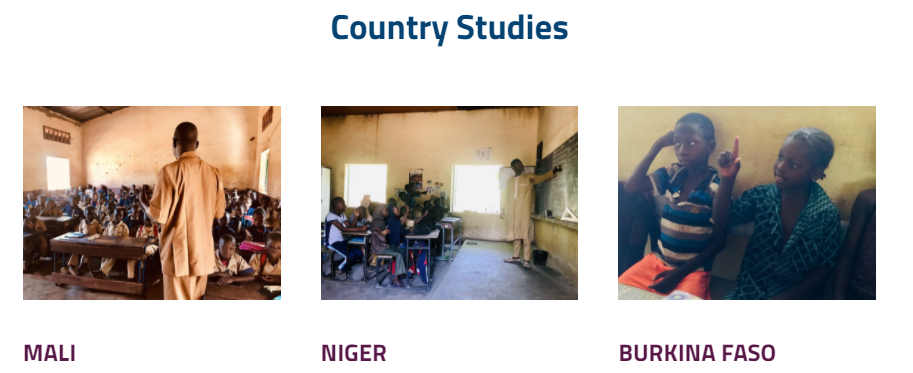 Country Studies
MALI
NIGER
BURKINA FASO